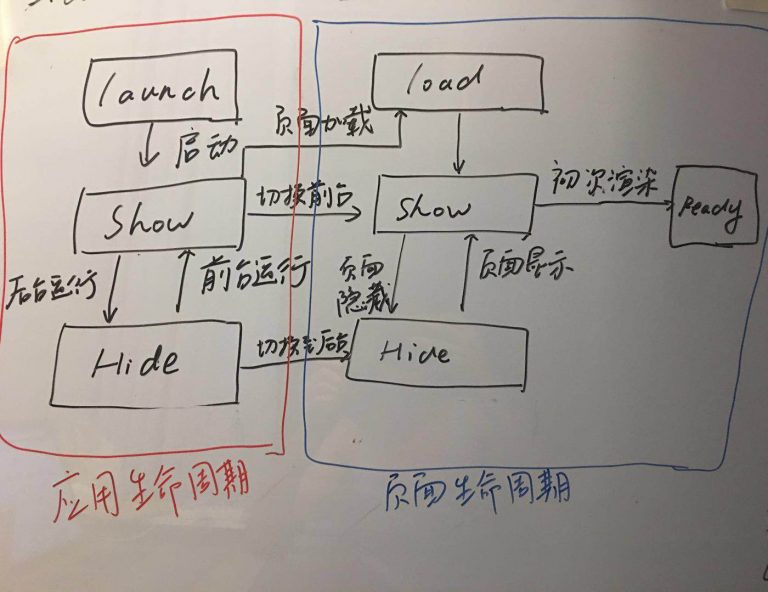 launch
load
启动
页面加载
Show
切换前台
Show
初次渲染
Ready
后台运行
前台运行
页面
隐藏
页面显示
Hide
切换到后台
Hide
应用生命周期
页面生命周期